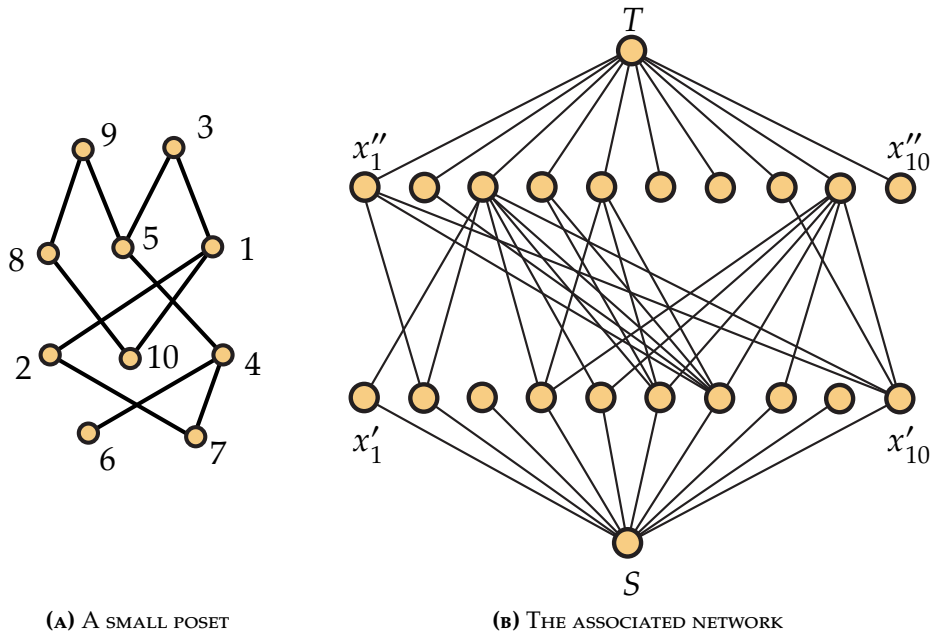 T
9
3
x″₁
x″₁₀
5
1
8
2
10
4
6
7
x′₁
x′₁₀
S
(A) A SMALL POSET
(B) THE ASSOCIATED NETWORK